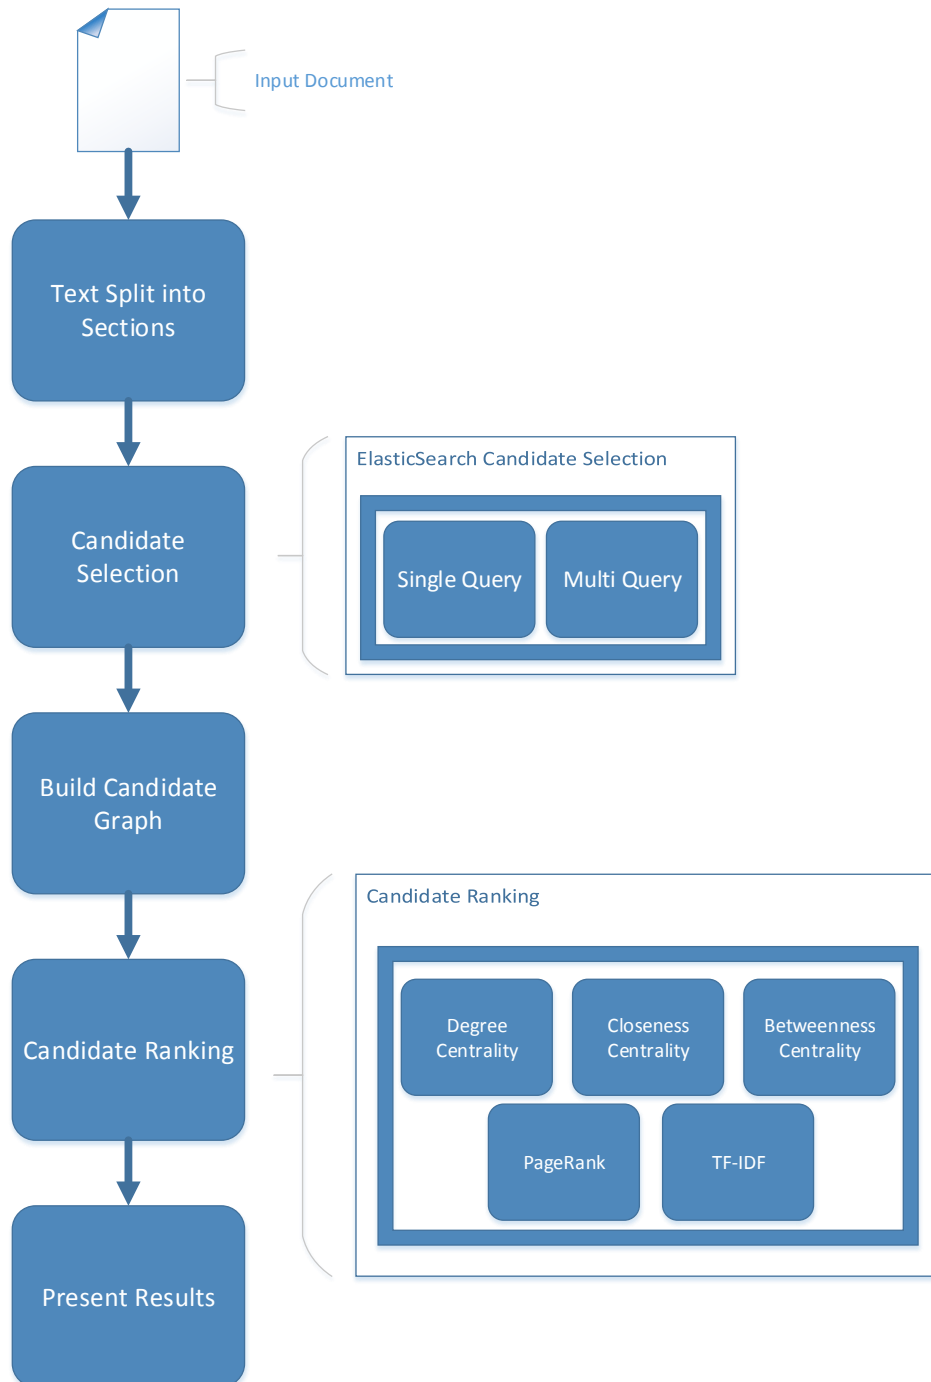 Input Document
Text Split into
Sections
ElasticSearch Candidate Selection
Candidate
Selection
Single Query
Multi Query
Build Candidate
Graph
Candidate Ranking
Candidate Ranking
Degree
Centrality
Closeness
Centrality
Betweenness
Centrality
PageRank
TF-IDF
Present Results